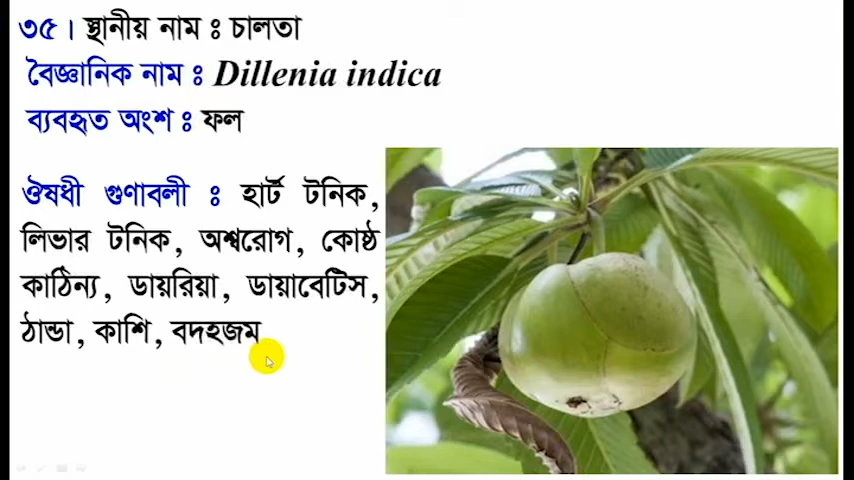 ৩৫। স্থানীয় নাম ঃ চালতা
বৈজ্ঞানিক নাম ঃ Dillenia indica
ব্যবহৃত অংশ ঃ ফল
ঔষধী গুণাবলী ঃ হার্ট টনিক,
লিভার টনিক, অশ্বরোগ, কোষ্ঠ
কাঠিন্য, ডায়রিয়া, ডায়াবেটিস,
ঠান্ডা, কাশি, বদহজম